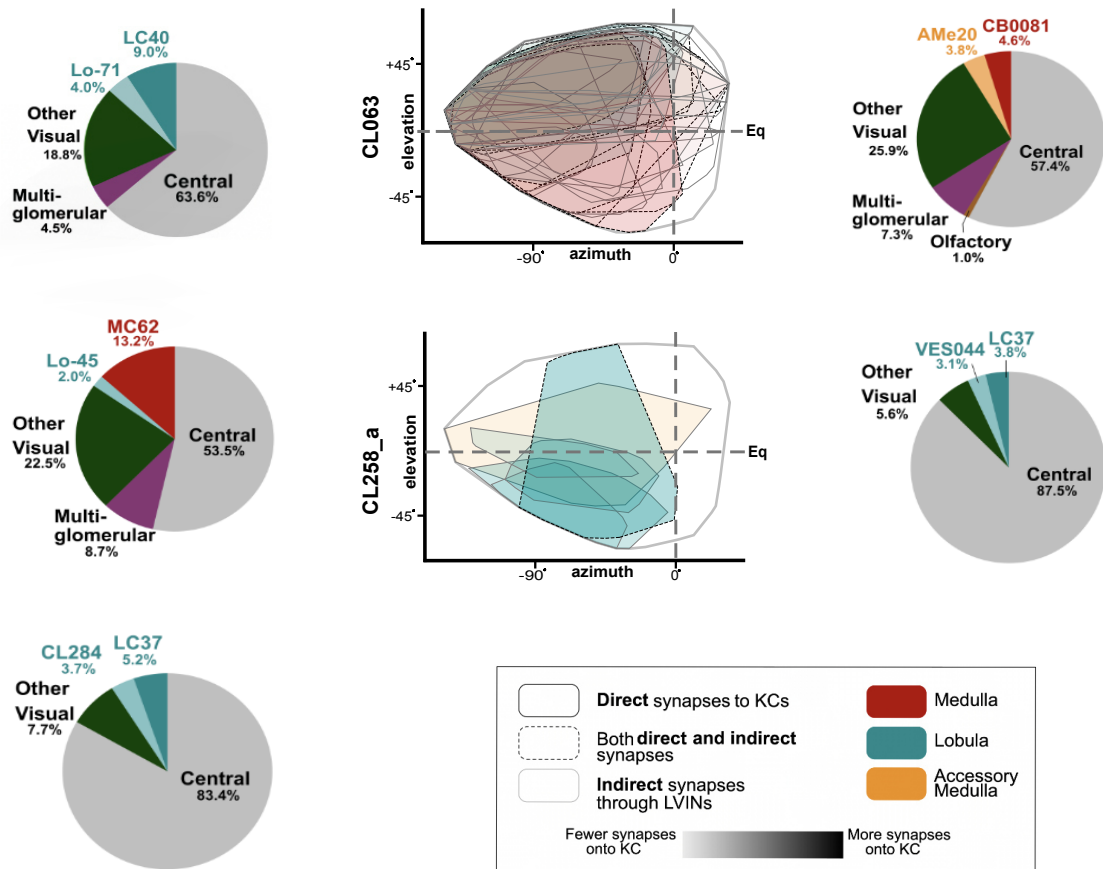 LC40
9.0%
Lo-71
4.0%
Other
Visual
18.8%
Multi-
glomerular
4.5%
Central
63.6%
CL063
elevation
+45°
-45°
Eq
-90°
azimuth
0°
CB0081
4.6%
AMe20
3.8%
Other
Visual
25.9%
Multi-
glomerular
7.3%
Olfactory
1.0%
Central
57.4%
MC62
13.2%
Lo-45
2.0%
Other
Visual
22.5%
Multi-
glomerular
8.7%
Central
53.5%
CL258_a
elevation
+45°
-45°
Eq
-90°
azimuth
0°
LC37
3.8%
VES044
3.1%
Other
Visual
5.6%
Central
87.5%
LC37
5.2%
CL284
3.7%
Other
Visual
7.7%
Central
83.4%
Direct synapses to KCs
Both direct and indirect
synapses
Indirect synapses
through LVINs
Medulla
Lobula
Accessory
Medulla
Fewer synapses
onto KC
More synapses
onto KC